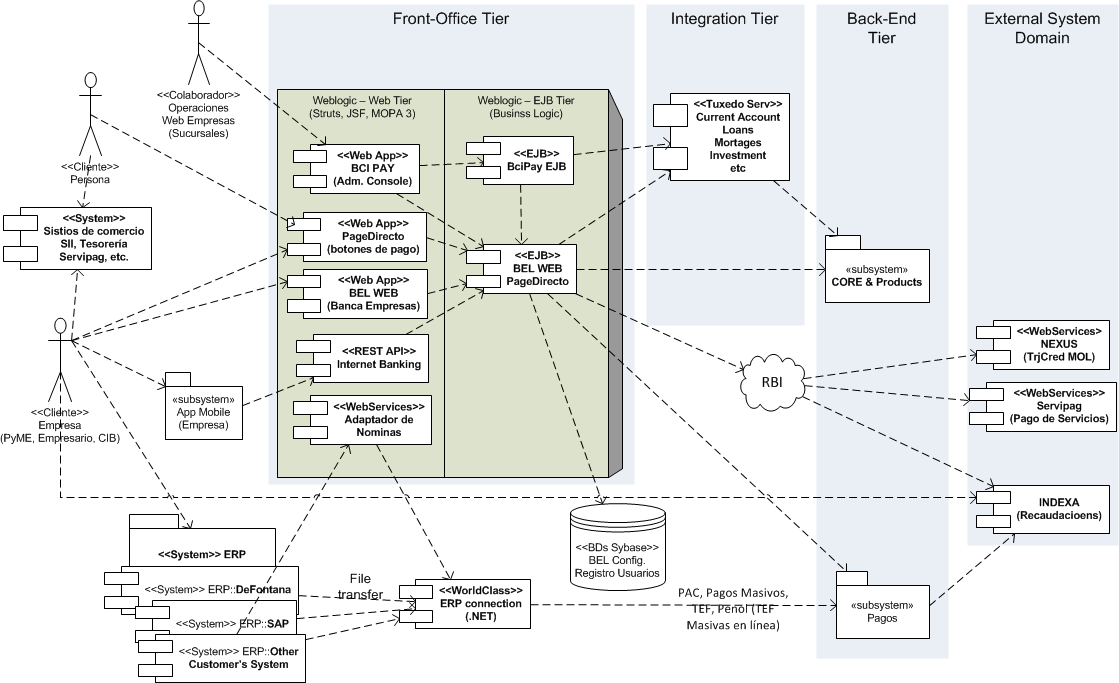 Front-Office Tier
Integration Tier
Back-End
Tier
External System
Domain
<<Colaborador>>
Operaciones
Web Empresas
(Sucursales)
<<Cliente>>
Persona
<<System>>
Sistios de comercio
SII, Tesorería
Servipag, etc.
<<Cliente>>
Empresa
(PyME, Empresario, CIB)
«subsystem»
App Mobile
(Empresa)
Weblogic – Web Tier
(Struts, JSF, MOPA 3)
Weblogic – EJB Tier
(Businss Logic)
<<Web App>>
BCI PAY
(Adm. Console)
<<Web App>>
PageDirecto
(botones de pago)
<<Web App>>
BEL WEB
(Banca Empresas)
<<REST API>>
Internet Banking
<<WebServices>>
Adaptador de
Nominas
<<EJB>>
BciPay EJB
<<EJB>>
BEL WEB
PageDirecto
<<Tuxedo Serv>>
Current Account
Loans
Mortages
Investment
etc
«subsystem»
CORE & Products
RBI
<<WebServices>
NEXUS
(TrjCred MOL)
<<WebServices>
Servipag
(Pago de Servicios)
INDEXA
(Recaudacioens)
<<BDs Sybase>>
BEL Config.
Registro Usuarios
<<System>> ERP
<<System>> ERP::DeFontana
<<System>> ERP::SAP
<<System>> ERP::Other
Customer's System
File
transfer
<<WorldClass>>
ERP connection
(.NET)
PAC, Pagos Masivos,
TEF, Penol (TEF
Masivas en línea)
«subsystem»
Pagos